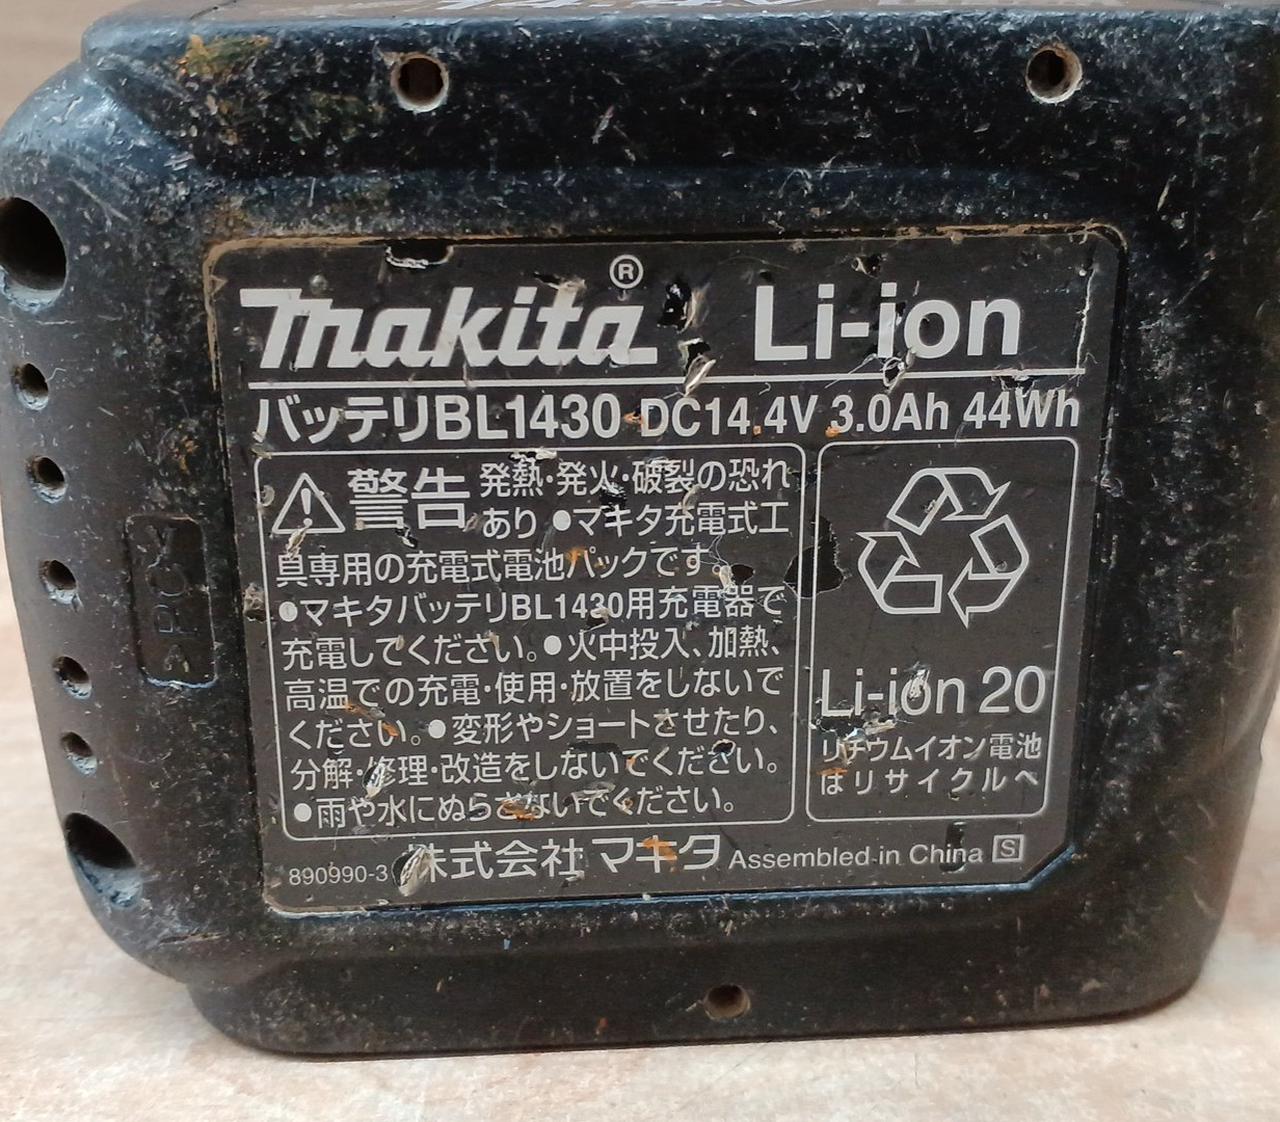 makita® Li-ion
バッテリBL1430 DC14.4V 3.0Ah 44Wh
警告 発熱・発火・破裂の恐れ
あり ●マキタ充電式工
具専用の充電式電池パックです。
●マキタバッテリBL1430用充電器で
充電してください。●火中投入、加熱、
高温での充電・使用・放置をしないで
ください。●変形やショートさせたり、
分解・修理・改造をしないでください。
●雨や水にぬらさないでください。
Li-ion 20
リチウムイオン電池
はリサイクルへ
890990-3 株式会社マキタ Assembled in China S